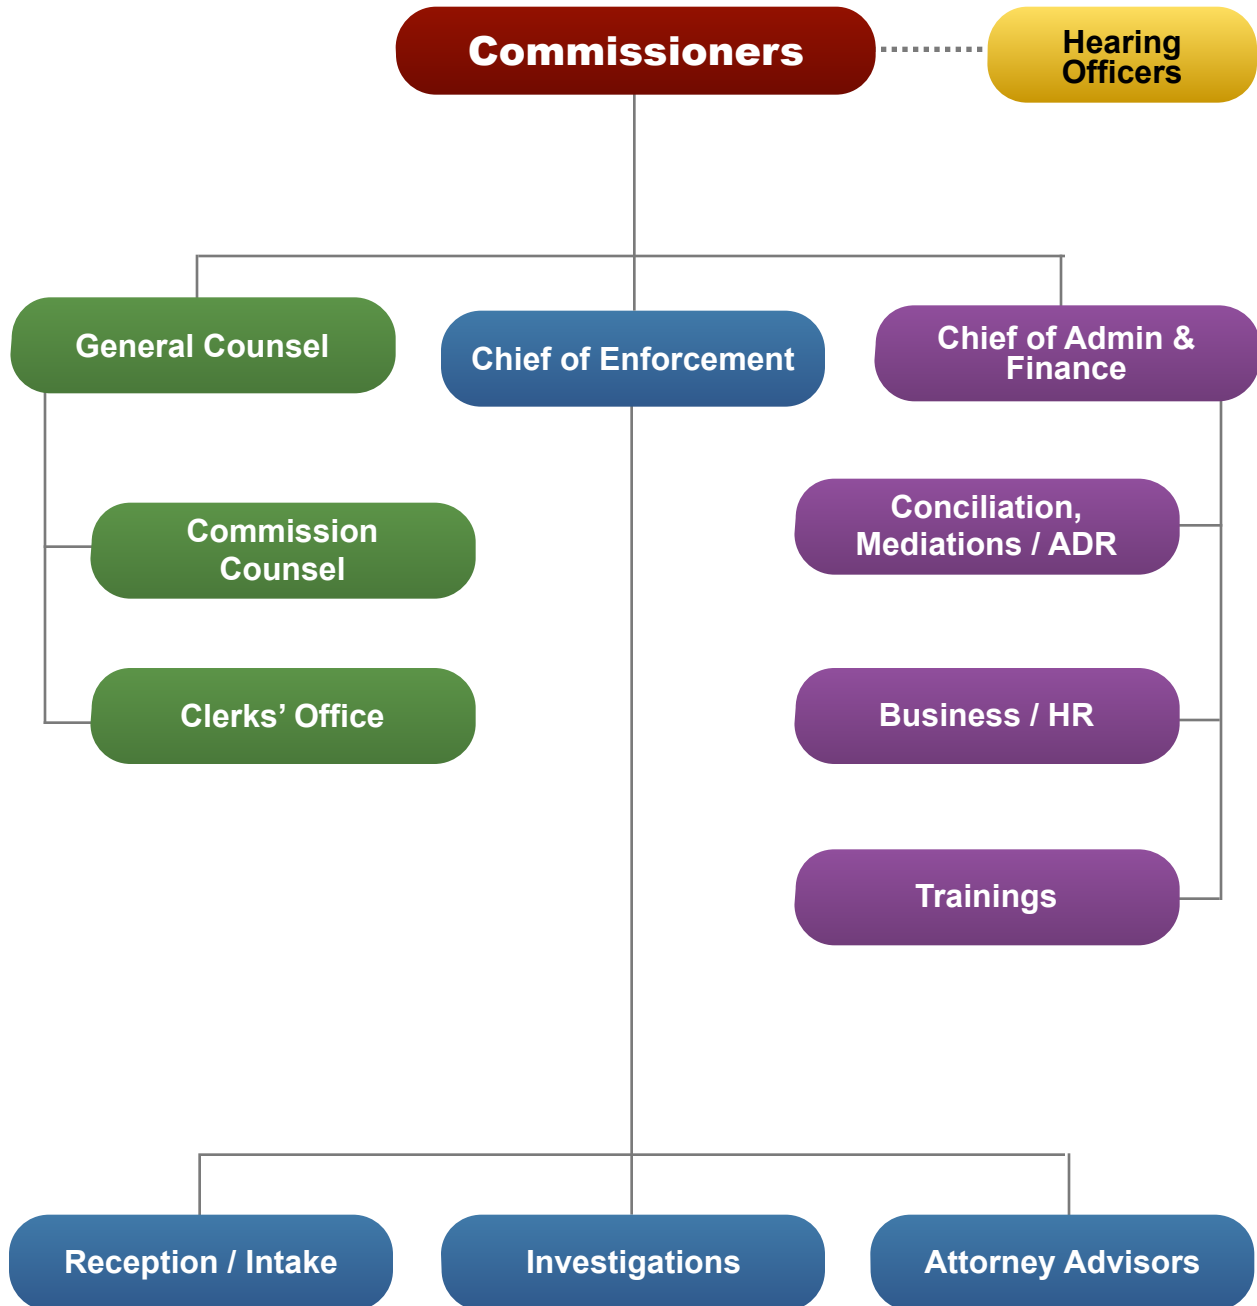 Commissioners
Hearing
Officers
General Counsel
Chief of Enforcement
Chief of Admin &
Finance
Commission
Counsel
Conciliation,
Mediations / ADR
Clerks’ Office
Business / HR
Trainings
Reception / Intake
Investigations
Attorney Advisors